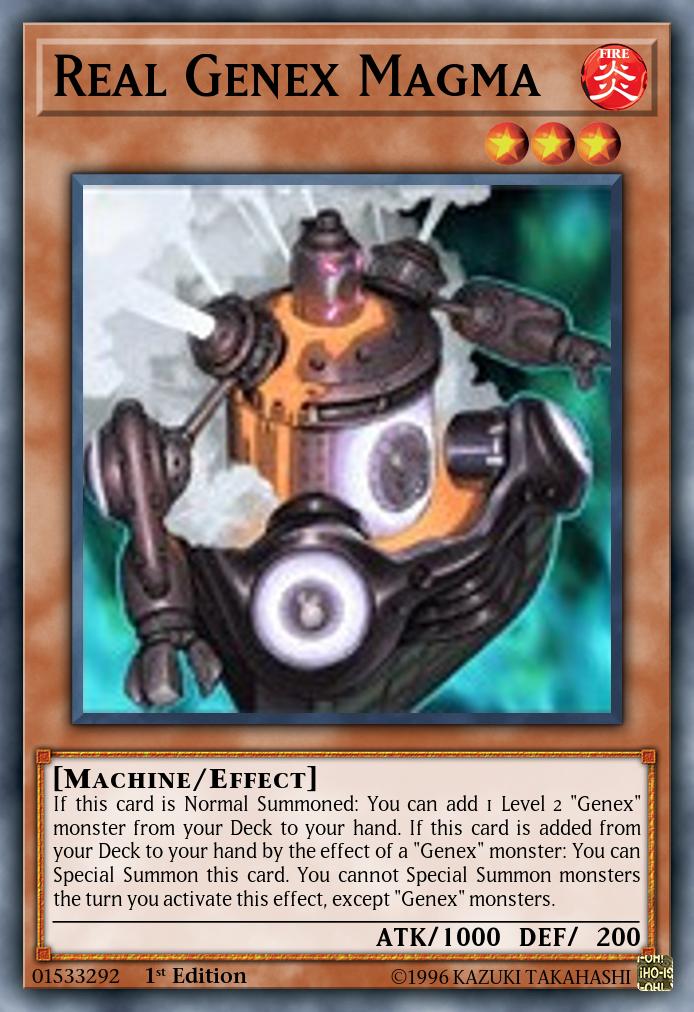 Real Genex Magma
FIRE
炎
[Machine/Effect]
If this card is Normal Summoned: You can add 1 Level 2 "Genex"
monster from your Deck to your hand. If this card is added from
your Deck to your hand by the effect of a "Genex" monster: You can
Special Summon this card. You cannot Special Summon monsters
the turn you activate this effect, except "Genex" monsters.
ATK/1000 DEF/ 200
01533292 1st Edition ©1996 KAZUKI TAKAHASHI